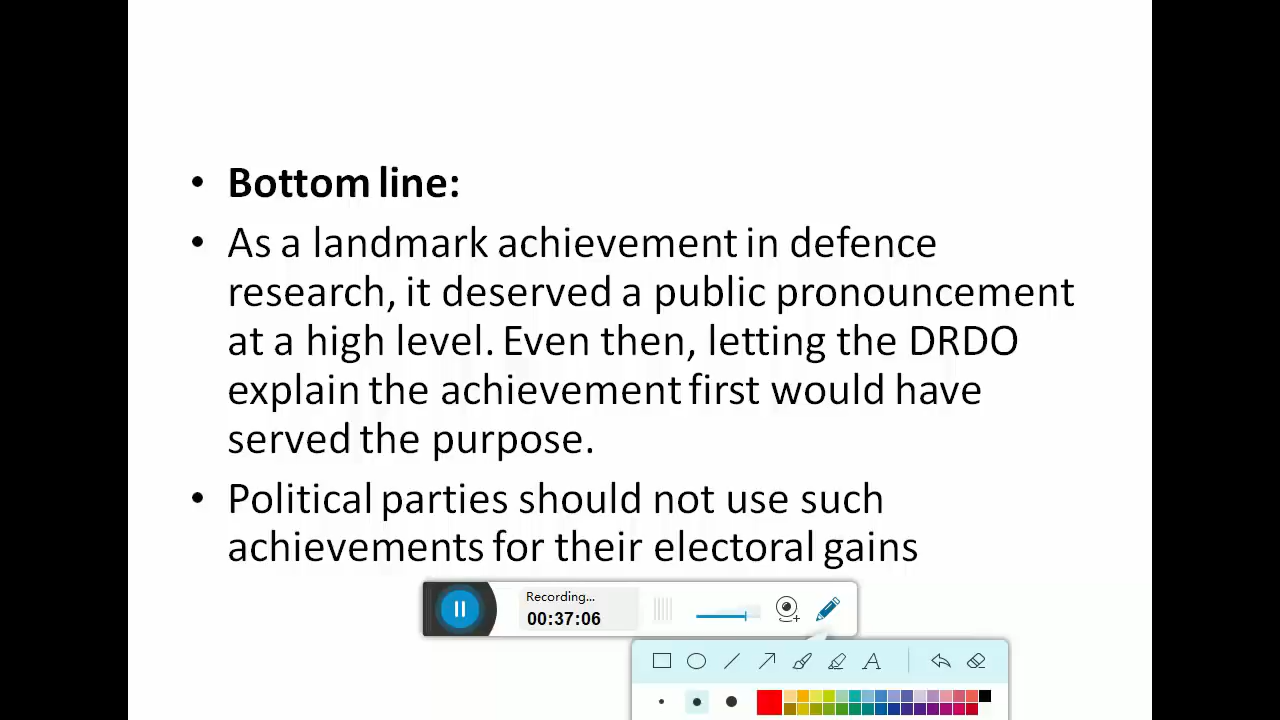 • Bottom line:
• As a landmark achievement in defence
research, it deserved a public pronouncement
at a high level. Even then, letting the DRDO
explain the achievement first would have
served the purpose.
• Political parties should not use such
achievements for their electoral gains
Recording...
00:37:06
A